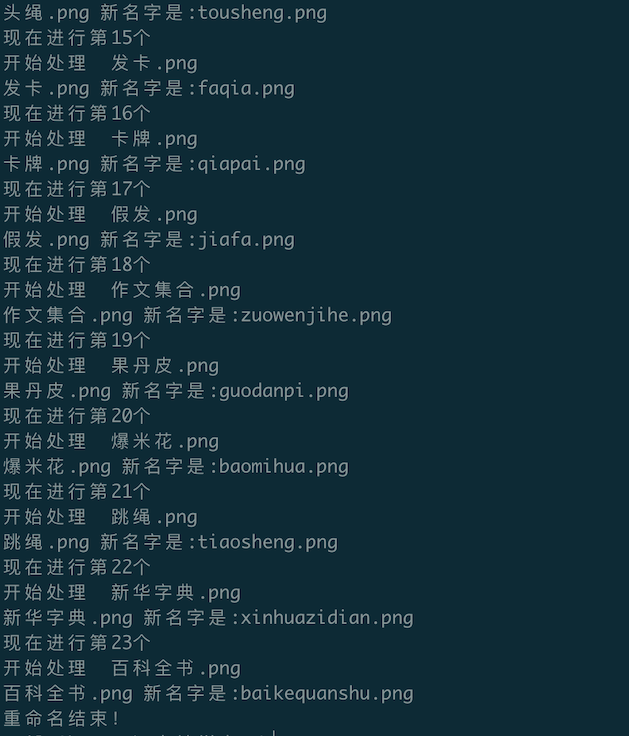 头绳.png 新名字是:tousheng.png
现在进行第15个
开始处理  发卡.png
发卡.png 新名字是:faqia.png
现在进行第16个
开始处理  卡牌.png
卡牌.png 新名字是:qiapai.png
现在进行第17个
开始处理  假发.png
假发.png 新名字是:jiafa.png
现在进行第18个
开始处理  作文集合.png
作文集合.png 新名字是:zuowenjihe.png
现在进行第19个
开始处理  果丹皮.png
果丹皮.png 新名字是:guodanpi.png
现在进行第20个
开始处理  爆米花.png
爆米花.png 新名字是:baomihua.png
现在进行第21个
开始处理  跳绳.png
跳绳.png 新名字是:tiaosheng.png
现在进行第22个
开始处理  新华字典.png
新华字典.png 新名字是:xinhuazidian.png
现在进行第23个
开始处理  百科全书.png
百科全书.png 新名字是:baikequanshu.png
重命名结束!